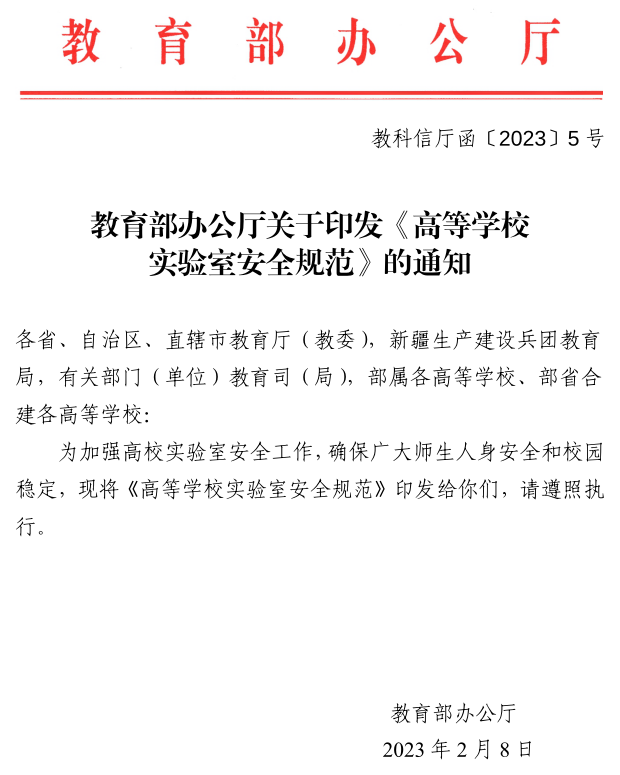 教育部办公厅
教科信厅函〔2023〕5号
教育部办公厅关于印发《高等学校
实验室安全规范》的通知
各省、自治区、直辖市教育厅（教委），新疆生产建设兵团教育
局，有关部门（单位）教育司（局），部属各高等学校、部省合
建各高等学校：
为加强高校实验室安全工作，确保广大师生人身安全和校园
稳定，现将《高等学校实验室安全规范》印发给你们，请遵照执
行。
教育部办公厅
2023年2月8日